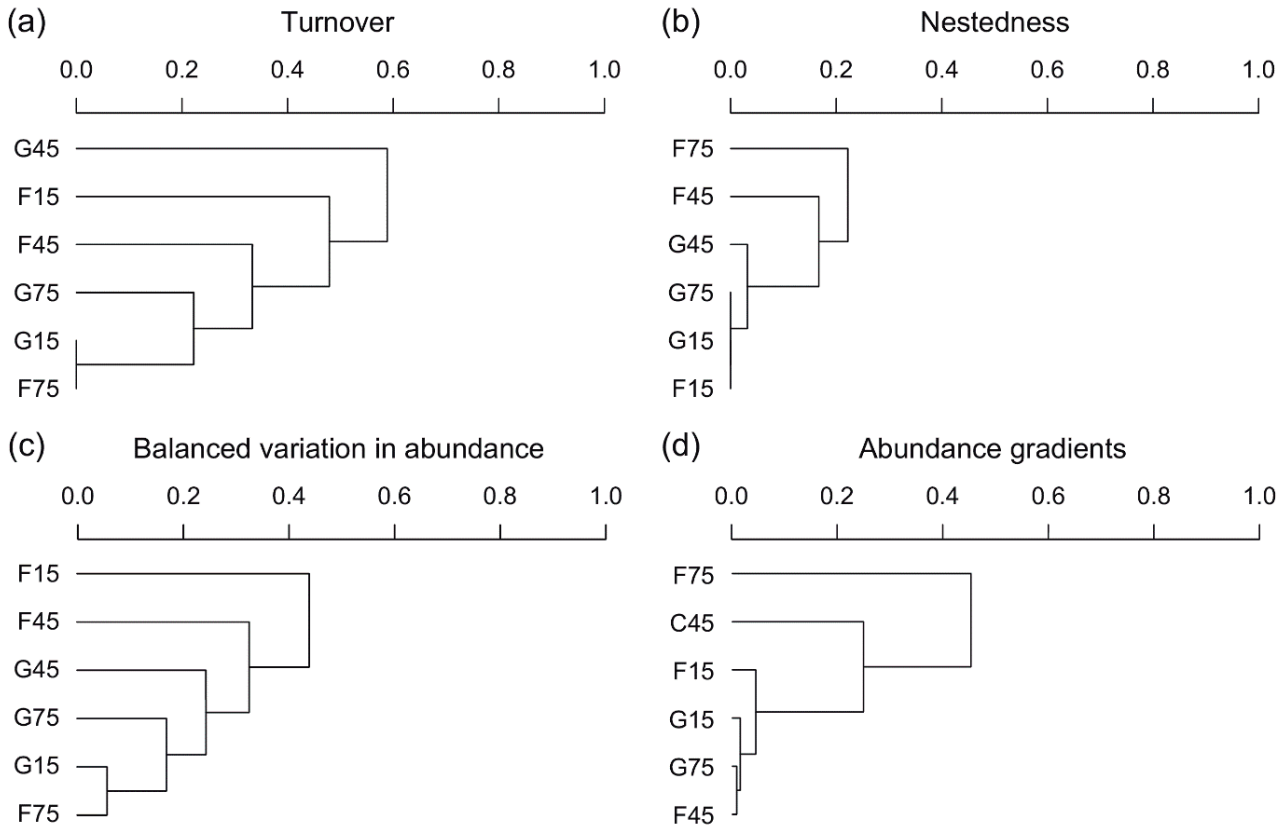 (a) Turnover
0.0 0.2 0.4 0.6 0.8 1.0
G45
F15
F45
G75
G15
F75
(b) Nestedness
0.0 0.2 0.4 0.6 0.8 1.0
F75
F45
G45
G75
G15
F15
(c) Balanced variation in abundance
0.0 0.2 0.4 0.6 0.8 1.0
F15
F45
G45
G75
G15
F75
(d) Abundance gradients
0.0 0.2 0.4 0.6 0.8 1.0
F75
C45
F15
G15
G75
F45